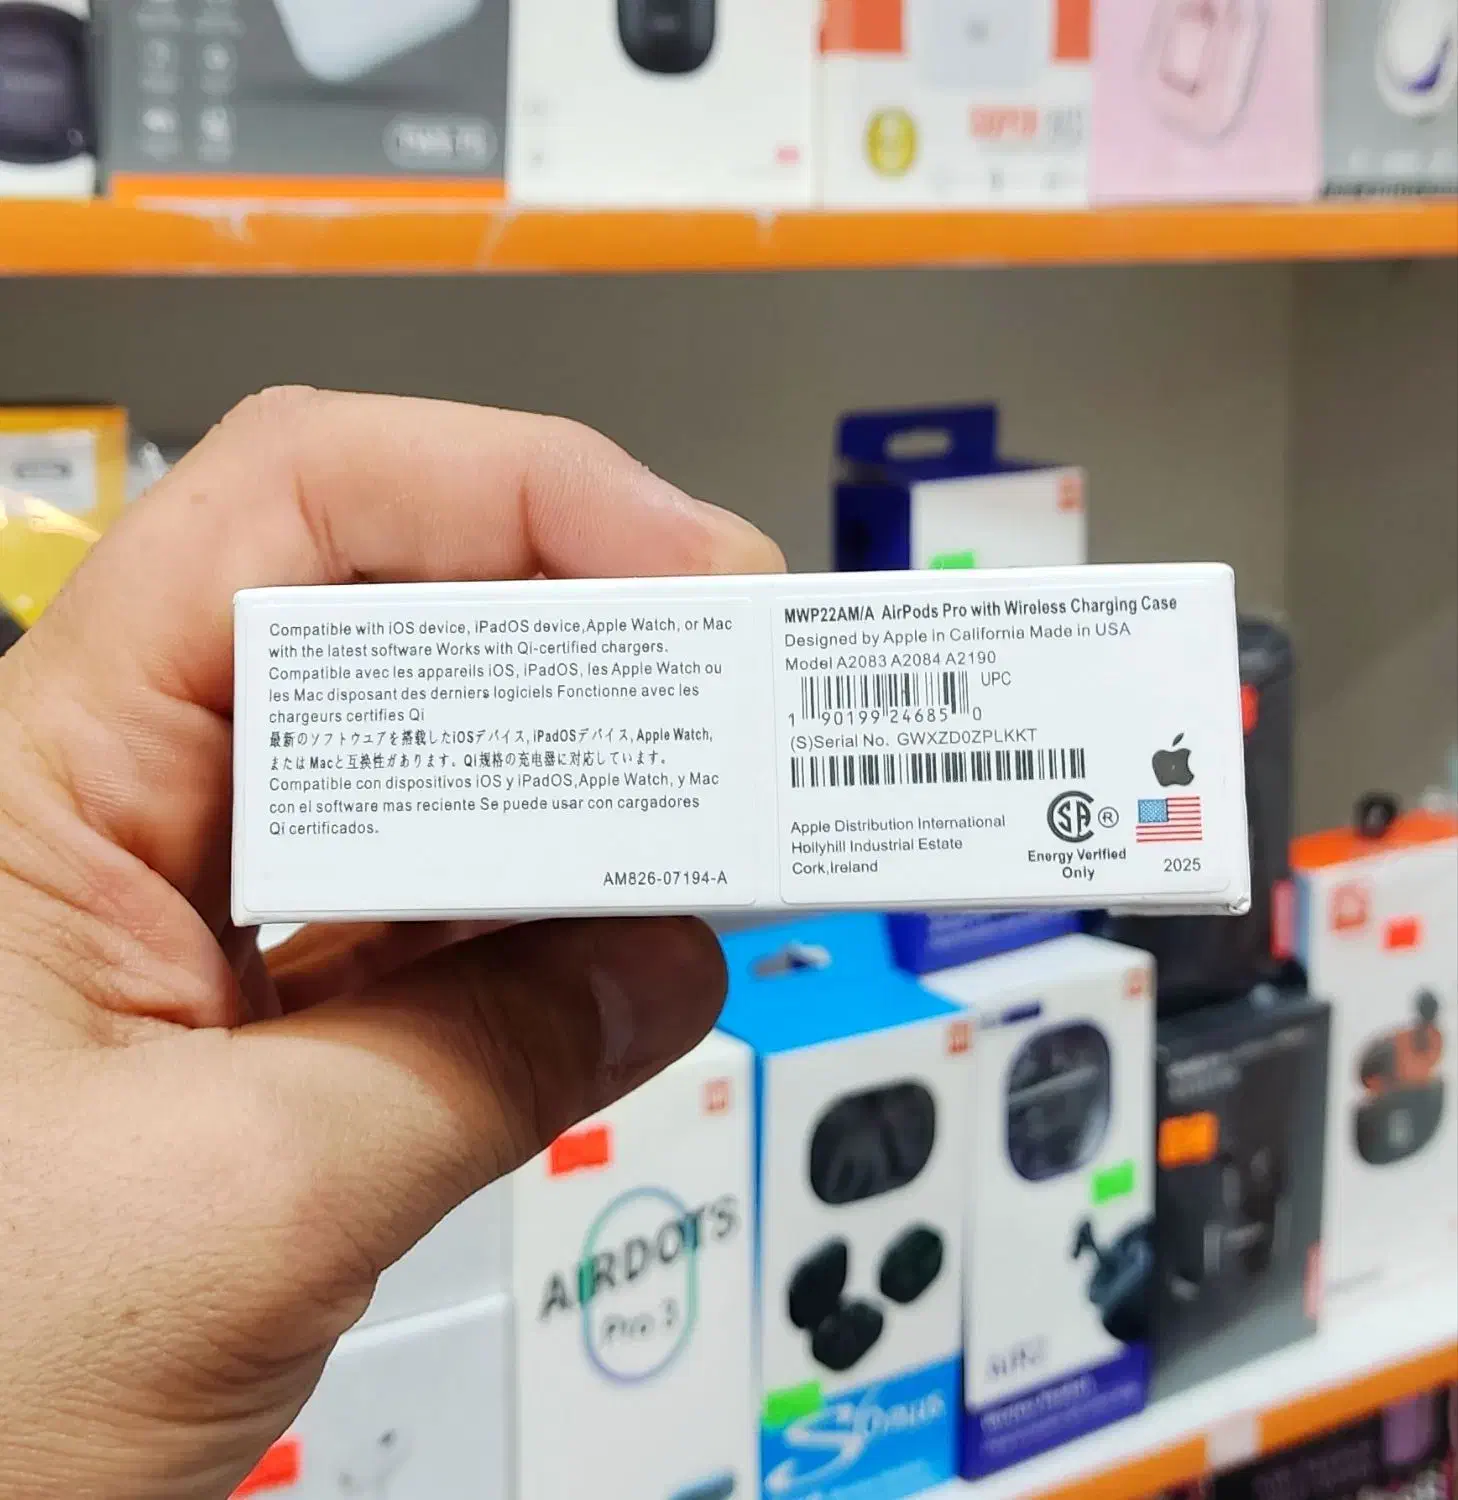 Compatible with iOS device, iPadOS device,Apple Watch, or Mac
with the latest software Works with Qi-certified chargers.
Compatible avec les appareils iOS, iPadOS, les Apple Watch ou
les Mac disposant des derniers logiciels Fonctionne avec les
chargeurs certifies Qi
最新のソフトウエアを搭載したiOSデバイス, iPadOSデバイス, Apple Watch,
または Macと互換性があります。Qi規格の充电器に対応しています。
Compatible con dispositivos iOS y iPadOS,Apple Watch, y Mac
con el software mas reciente Se puede usar con cargadores
Qi certificados.
AM826-07194-A
MWP22AM/A AirPods Pro with Wireless Charging Case
Designed by Apple in California Made in USA
Model A2083 A2084 A2190
UPC
1 90199 24685 0
(S)Serial No. GWXZD0ZPLKKT
Apple Distribution International
Hollyhill Industrial Estate
Cork,Ireland
SA ®
Energy Verified
Only
2025
AIRDOTS
Pro 3